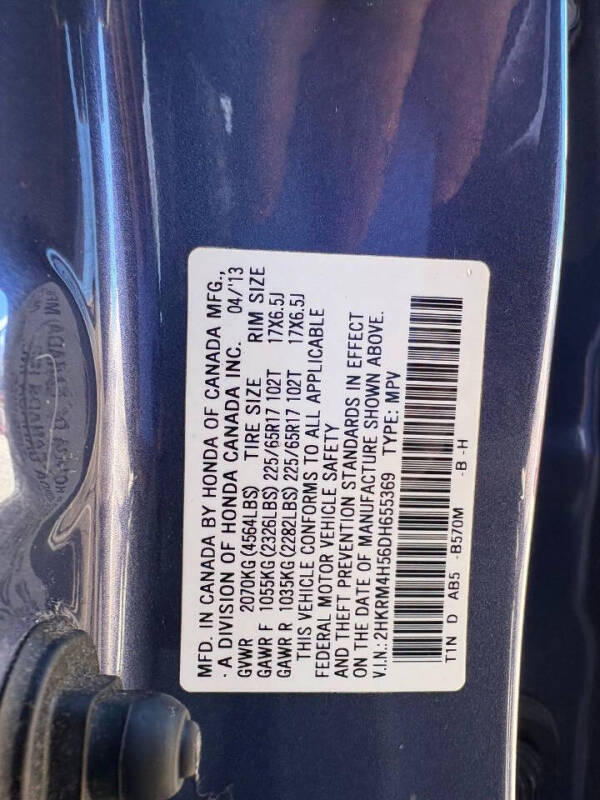 MFD. IN CANADA BY HONDA OF CANADA MFG.,
- A DIVISION OF HONDA CANADA INC. 04/'13
GVWR 2070KG(4564LBS) TIRE SIZE RIM SIZE
GAWR F 1055KG(2326LBS) 225/65R17 102T 17X6.5J
GAWR R 1035KG(2282LBS) 225/65R17 102T 17X6.5J
THIS VEHICLE CONFORMS TO ALL APPLICABLE
FEDERAL MOTOR VEHICLE SAFETY
AND THEFT PREVENTION STANDARDS IN EFFECT
ON THE DATE OF MANUFACTURE SHOWN ABOVE.
V.I.N.: 2HKRM4H56DH655369 TYPE: MPV
T1N D AB5 -B570M -B -H